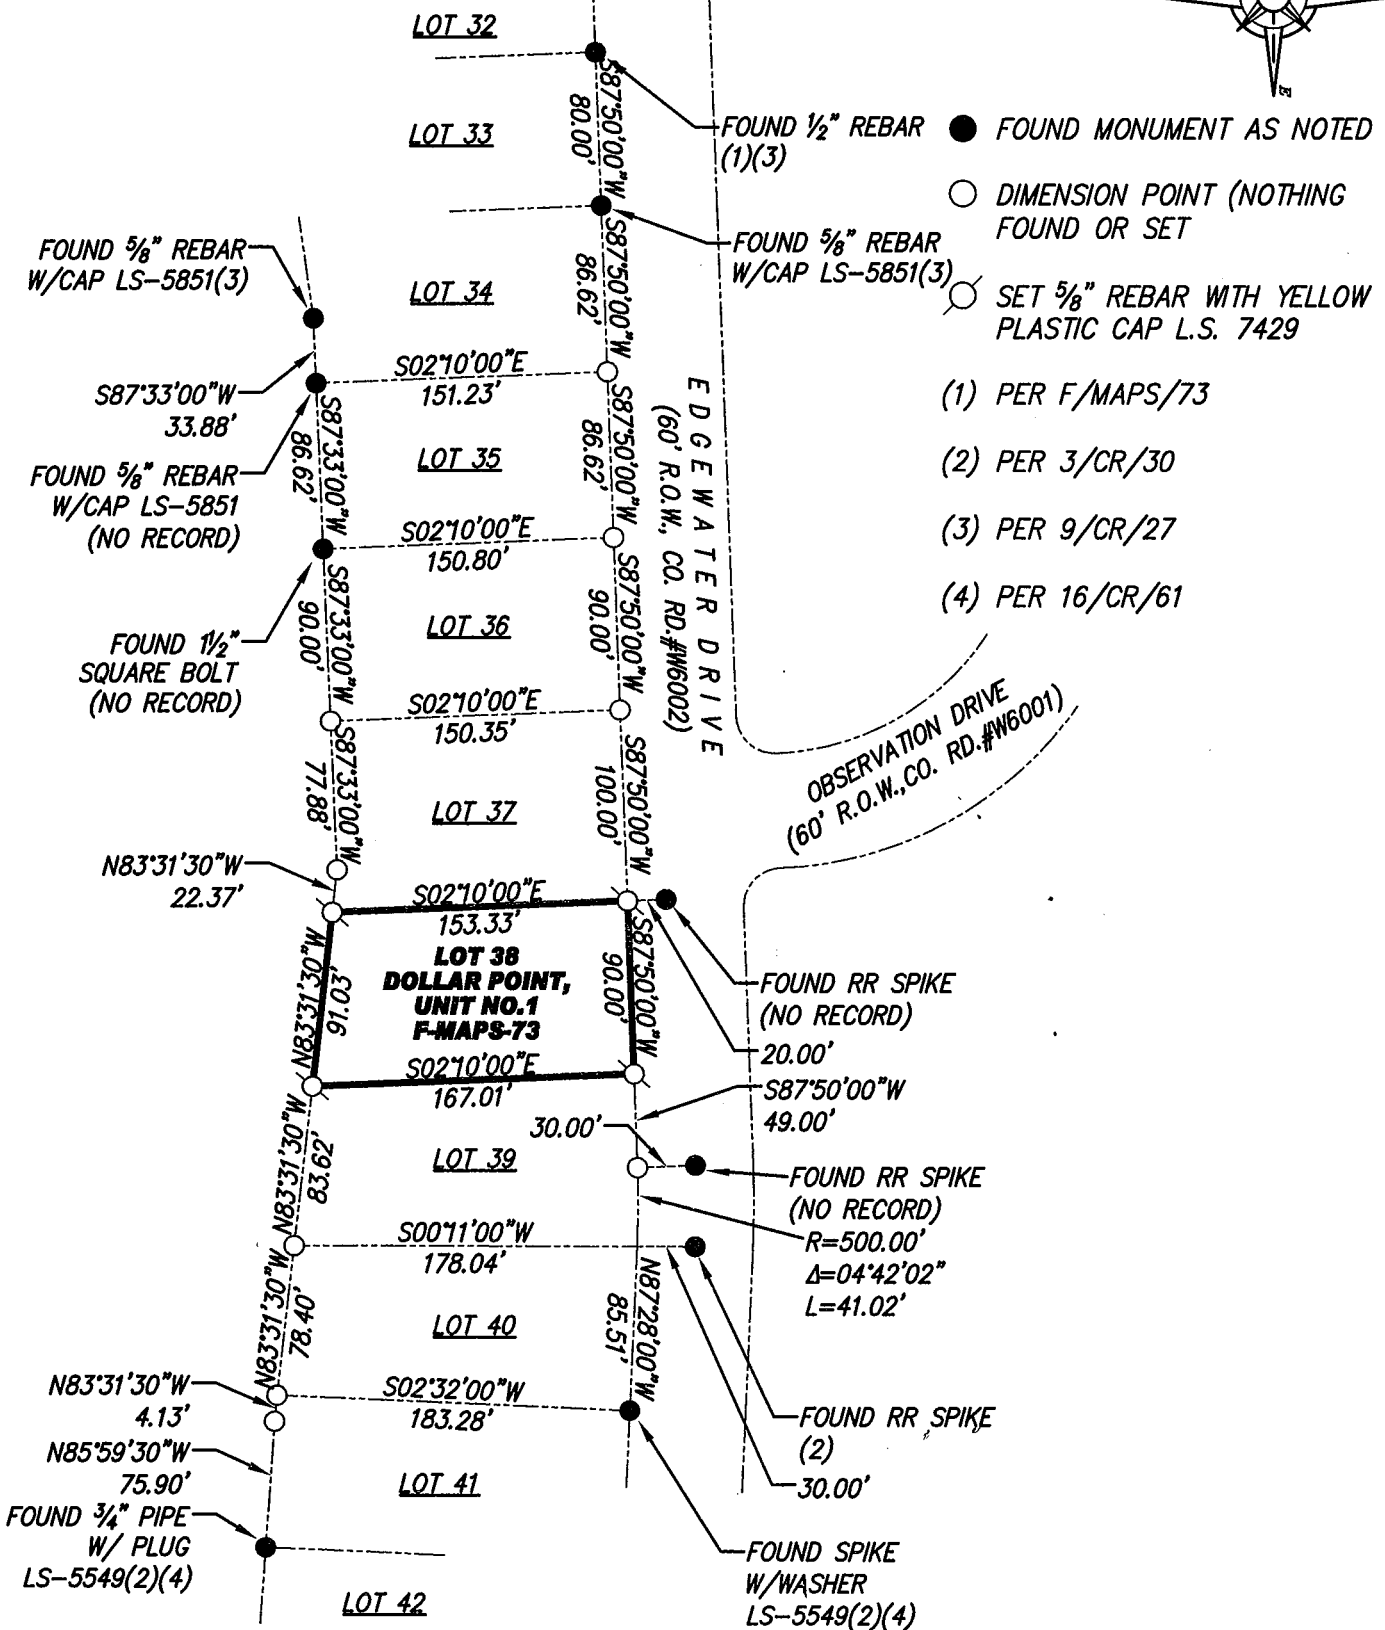 LOT 32
S87°50'00"W
80.00'
LOT 33
FOUND 1/2" REBAR
(1)(3)
E
FOUND MONUMENT AS NOTED
DIMENSION POINT (NOTHING
FOUND OR SET
SET 5/8" REBAR WITH YELLOW
PLASTIC CAP L.S. 7429
(1) PER F/MAPS/73
(2) PER 3/CR/30
(3) PER 9/CR/27
(4) PER 16/CR/61
FOUND 5/8" REBAR
W/CAP LS-5851(3)
FOUND 5/8" REBAR
W/CAP LS-5851(3)
LOT 34
S87°50'00"W
86.62'
S87°33'00"W
33.88'
S02°10'00"E
151.23'
FOUND 5/8" REBAR
W/CAP LS-5851
(NO RECORD)
S87°33'00"W
86.62'
LOT 35
S87°50'00"W
86.62'
EDGEWATER DRIVE
(60' R.O.W., CO. RD.#W6002)
S02°10'00"E
150.80'
FOUND 1 1/2"
SQUARE BOLT
(NO RECORD)
S87°33'00"W
90.00'
LOT 36
S87°50'00"W
90.00'
S02°10'00"E
150.35'
OBSERVATION DRIVE
(60' R.O.W.,CO. RD.#W6001)
S87°33'00"W
77.88'
LOT 37
S87°50'00"W
100.00'
N83°31'30"W
22.37'
S02°10'00"E
153.33'
LOT 38
DOLLAR POINT,
UNIT NO.1
F-MAPS-73
N83°31'30"W
91.03'
S87°50'00"W
90.00'
FOUND RR SPIKE
(NO RECORD)
20.00'
S02°10'00"E
167.01'
S87°50'00"W
49.00'
30.00'
N83°31'30"W
83.62'
LOT 39
FOUND RR SPIKE
(NO RECORD)
R=500.00'
Δ=04°42'02"
L=41.02'
S00°11'00"W
178.04'
N83°31'30"W
78.40'
LOT 40
N87°28'00"W
85.51'
N83°31'30"W
4.13'
S02°32'00"W
183.28'
FOUND RR SPIKE
(2)
30.00'
N85°59'30"W
75.90'
LOT 41
FOUND 3/4" PIPE
W/ PLUG
LS-5549(2)(4)
FOUND SPIKE
W/WASHER
LS-5549(2)(4)
LOT 42